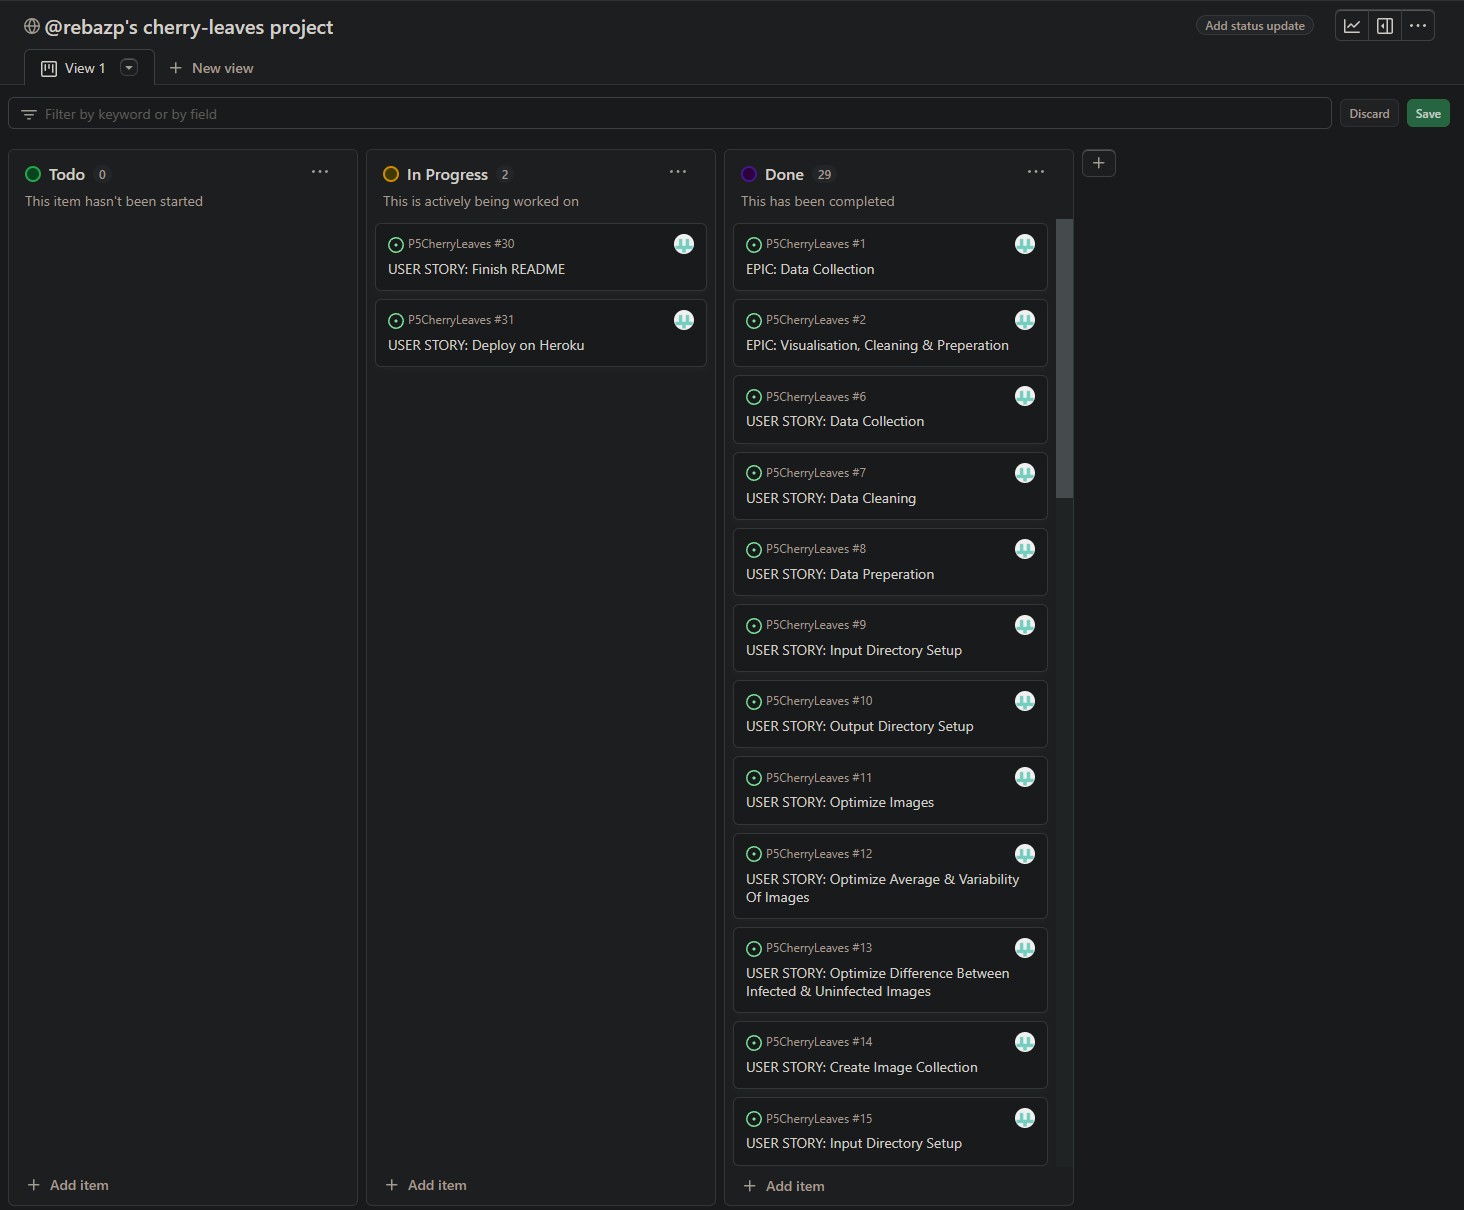 @rebazp's cherry-leaves project
Add status update
View 1
New view
Filter by keyword or by field
Discard
Save
Todo 0
This item hasn't been started
Add item
In Progress 2
This is actively being worked on
P5CherryLeaves #30
USER STORY: Finish README
P5CherryLeaves #31
USER STORY: Deploy on Heroku
Add item
Done 29
This has been completed
P5CherryLeaves #1
EPIC: Data Collection
P5CherryLeaves #2
EPIC: Visualisation, Cleaning & Preperation
P5CherryLeaves #6
USER STORY: Data Collection
P5CherryLeaves #7
USER STORY: Data Cleaning
P5CherryLeaves #8
USER STORY: Data Preperation
P5CherryLeaves #9
USER STORY: Input Directory Setup
P5CherryLeaves #10
USER STORY: Output Directory Setup
P5CherryLeaves #11
USER STORY: Optimize Images
P5CherryLeaves #12
USER STORY: Optimize Average & Variability
Of Images
P5CherryLeaves #13
USER STORY: Optimize Difference Between
Infected & Uninfected Images
P5CherryLeaves #14
USER STORY: Create Image Collection
P5CherryLeaves #15
USER STORY: Input Directory Setup
Add item